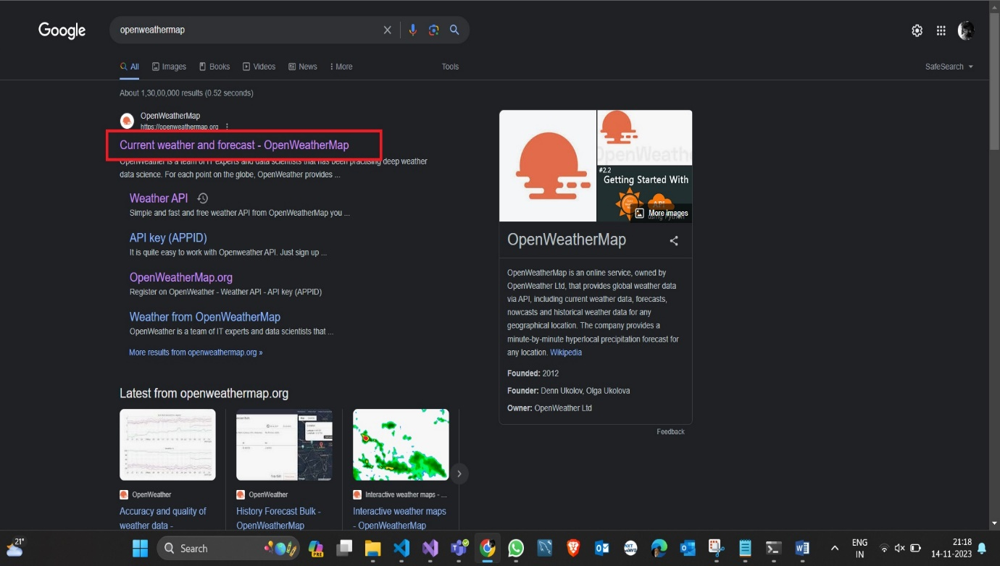 Google
openweathermap
All Images Books Videos News More Tools SafeSearch
About 1,30,00,000 results (0.52 seconds)
OpenWeatherMap
https://openweathermap.org
Current weather and forecast - OpenWeatherMap
OpenWeather is a team of IT experts and data scientists that has been practising deep weather
data science. For each point on the globe, OpenWeather provides ...
Weather API
Simple and fast and free weather API from OpenWeatherMap you ...
API key (APPID)
It is quite easy to work with Openweather API. Just sign up ...
OpenWeatherMap.org
Register on OpenWeather - Weather API - API key (APPID)
Weather from OpenWeatherMap
OpenWeather is a team of IT experts and data scientists that ...
More results from openweathermap.org »
Latest from openweathermap.org
OpenWeather
Accuracy and quality of
weather data -
OpenWeather
History Forecast Bulk -
OpenWeatherMap
Interactive weather maps - ...
Interactive weather maps
- OpenWeatherMap
OpenWeath
#2.2
Getting Started With
API
using Python
More images
OpenWeatherMap
OpenWeatherMap is an online service, owned by
OpenWeather Ltd, that provides global weather data
via API, including current weather data, forecasts,
nowcasts and historical weather data for any
geographical location. The company provides a
minute-by-minute hyperlocal precipitation forecast for
any location. Wikipedia
Founded: 2012
Founder: Denn Ukolov, Olga Ukolova
Owner: OpenWeather Ltd
Feedback
21°
Search
PRE
NXT
WAVE
ENG
IN
21:18
14-11-2023